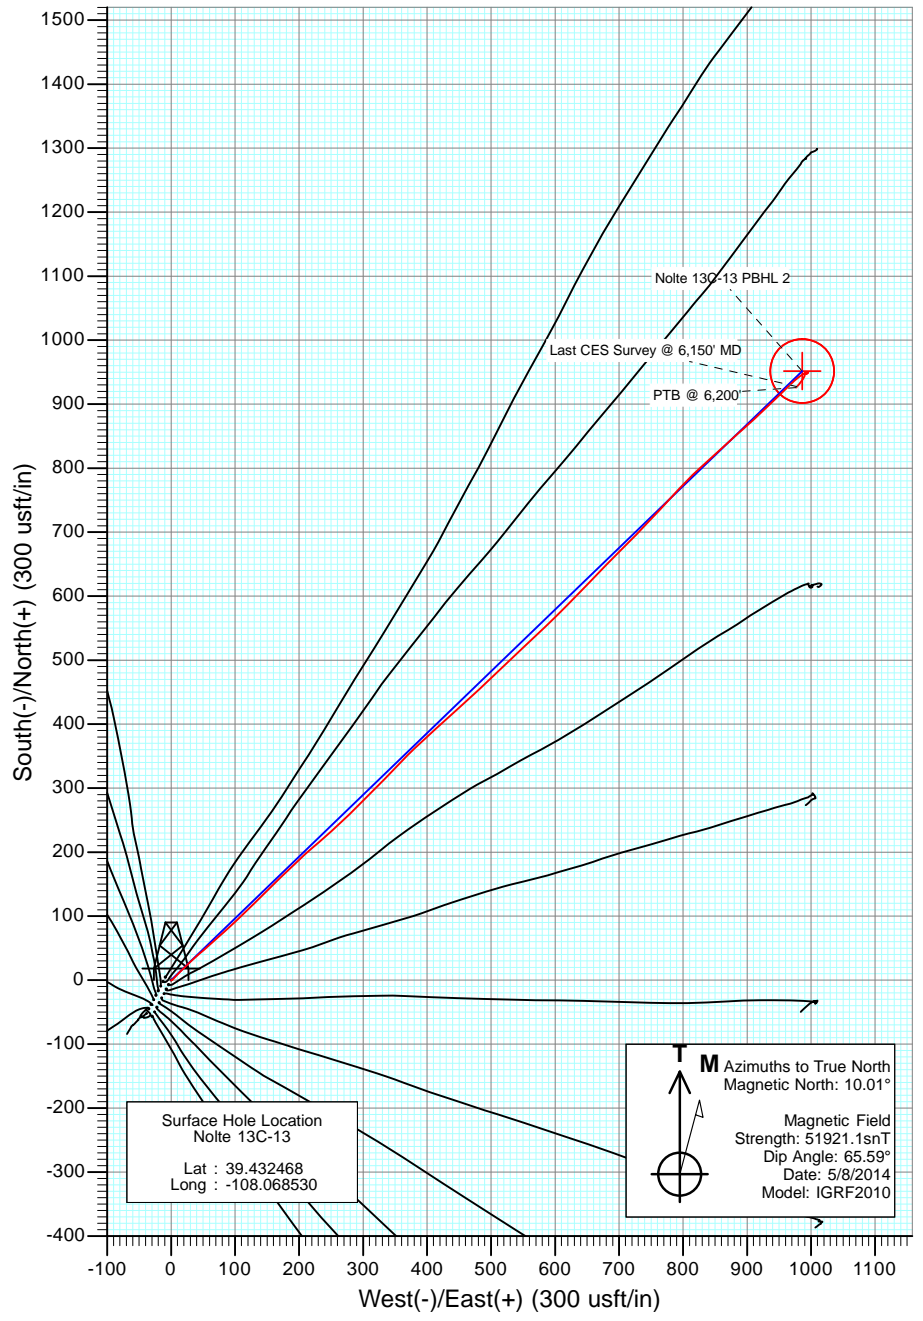 1500
1400
1300
1200
1100
1000
900
800
700
600
500
400
300
200
100
0
-100
-200
-300
-400
South(-)/North(+) (300 usft/in)
Nolte 13C-13 PBHL 2
Last CES Survey @ 6,150' MD
PTB @ 6,200'
T
M
Azimuths to True North
Magnetic North: 10.01°
Magnetic Field
Strength: 51921.1snT
Dip Angle: 65.59°
Date: 5/8/2014
Model: IGRF2010
Surface Hole Location
Nolte 13C-13
Lat : 39.432468
Long : -108.068530
-100 0 100 200 300 400 500 600 700 800 900 1000 1100
West(-)/East(+) (300 usft/in)